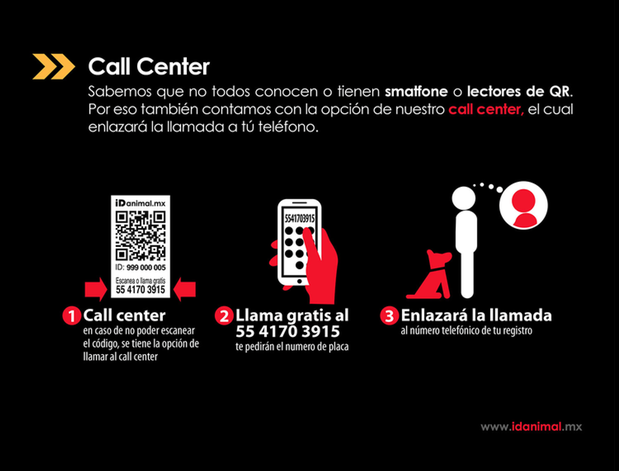 Call Center
Sabemos que no todos conocen o tienen smatfone o lectores de QR.
Por eso también contamos con la opción de nuestro call center, el cual
enlazará la llamada a tú teléfono.
iDanimal.mx
ID: 999 000 005
Escanea o llama gratis
55 4170 3915
5541703915
1 Call center
en caso de no poder escanear
el código, se tiene la opción de
llamar al call center
2 Llama gratis al
55 4170 3915
te pedirán el numero de placa
3 Enlazará la llamada
al número telefónico de tu registro
www.idanimal.mx